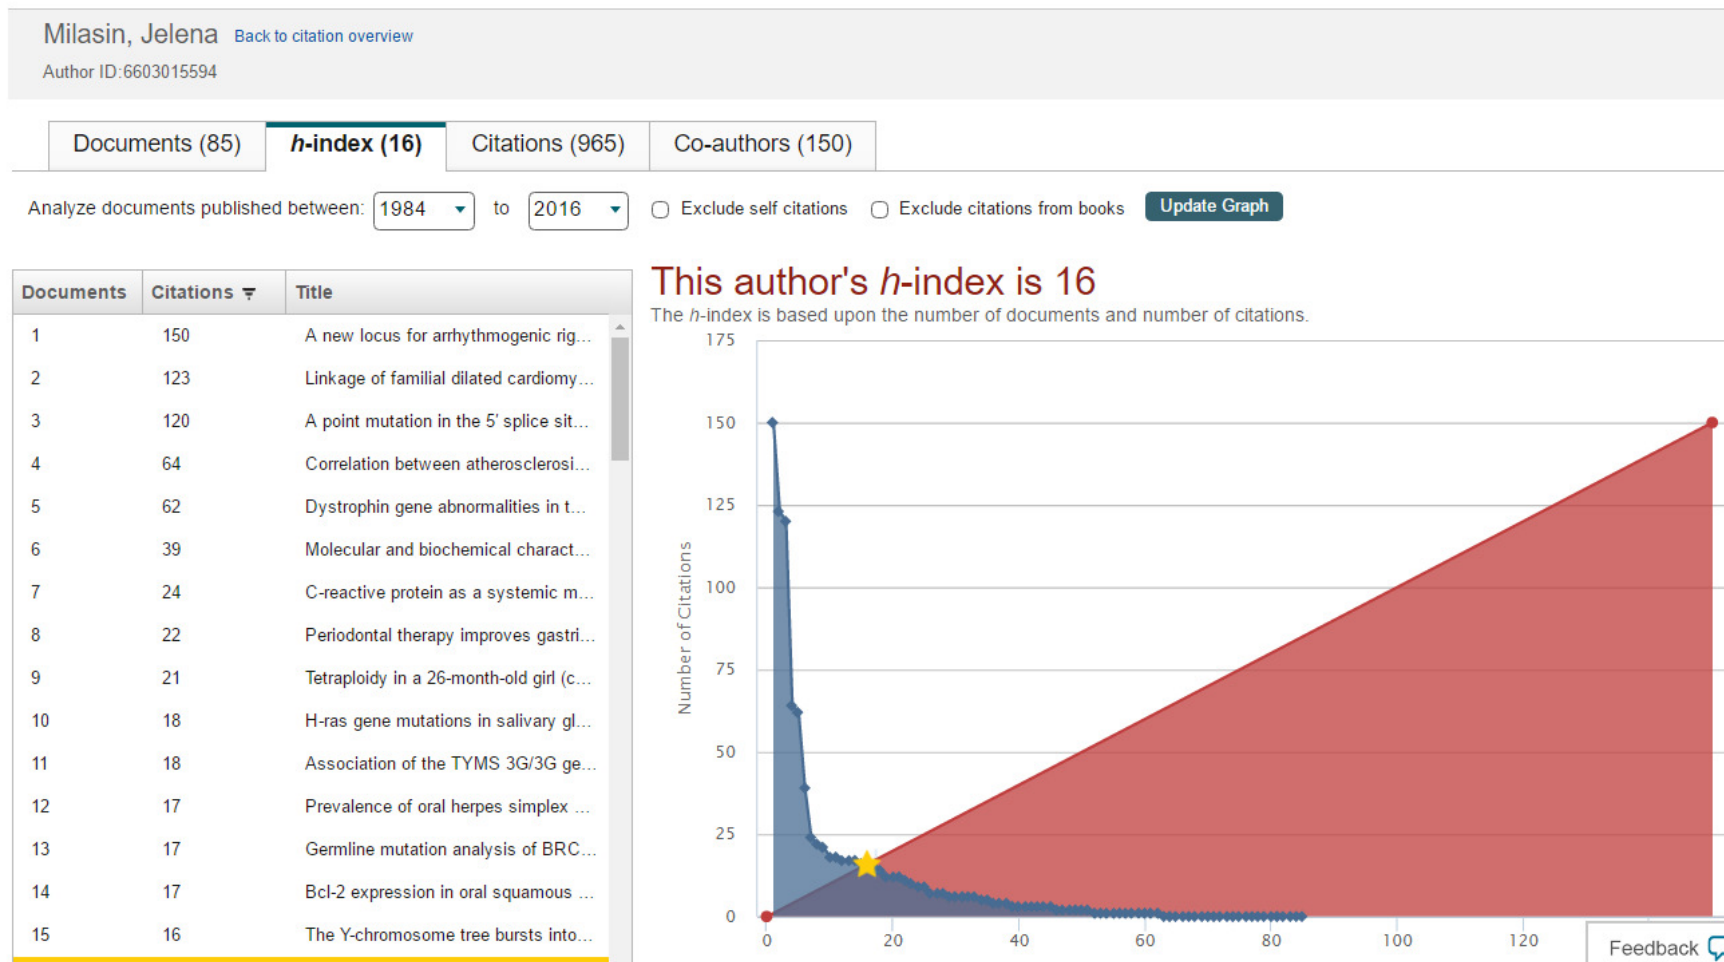 Milasin, Jelena Back to citation overview
Author ID:6603015594
Documents (85) h-index (16) Citations (965) Co-authors (150)
Analyze documents published between: 1984 to 2016 Exclude self citations Exclude citations from books Update Graph
Documents Citations Title
1 150 A new locus for arrhythmogenic rig...
2 123 Linkage of familial dilated cardiomy...
3 120 A point mutation in the 5' splice sit...
4 64 Correlation between atherosclerosi...
5 62 Dystrophin gene abnormalities in t...
6 39 Molecular and biochemical charact...
7 24 C-reactive protein as a systemic m...
8 22 Periodontal therapy improves gastri...
9 21 Tetraploidy in a 26-month-old girl (c...
10 18 H-ras gene mutations in salivary gl...
11 18 Association of the TYMS 3G/3G ge...
12 17 Prevalence of oral herpes simplex ...
13 17 Germline mutation analysis of BRC...
14 17 Bcl-2 expression in oral squamous ...
15 16 The Y-chromosome tree bursts into...
This author's h-index is 16
The h-index is based upon the number of documents and number of citations.
175
150
125
100
75
50
25
0
Number of Citations
0 20 40 60 80 100 120
Feedback